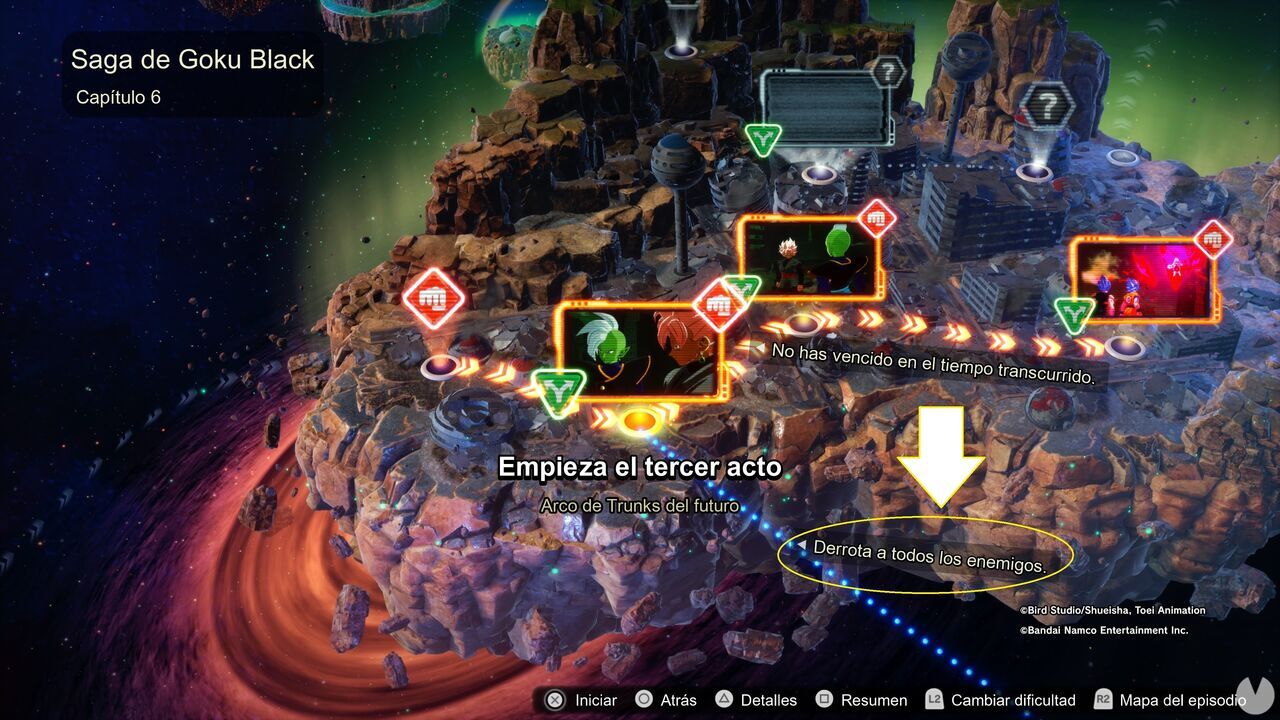 Saga de Goku Black
Capítulo 6
?
?
No has vencido en el tiempo transcurrido.
Empieza el tercer acto
Arco de Trunks del futuro
Derrota a todos los enemigos.
©Bird Studio/Shueisha, Toei Animation
©Bandai Namco Entertainment Inc.
Iniciar Atrás Detalles Resumen L2 Cambiar dificultad R2 Mapa del episodio